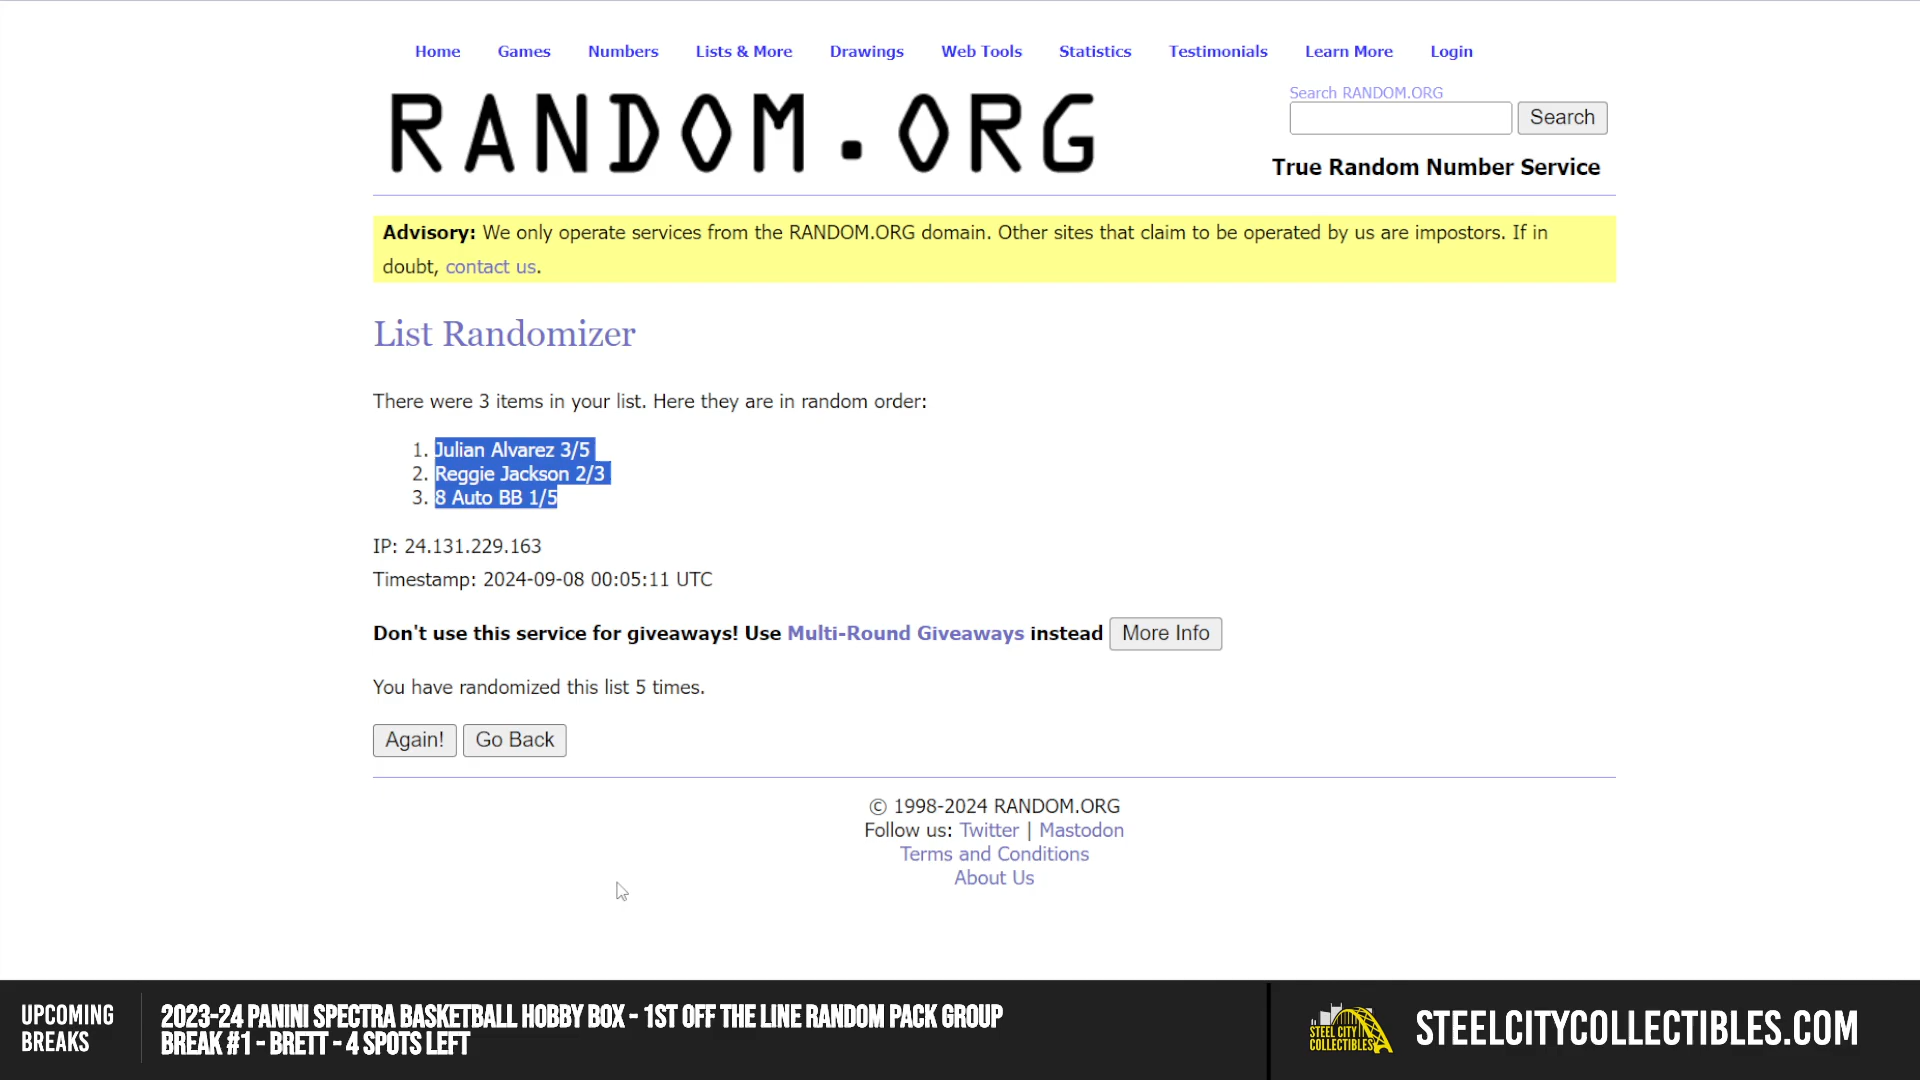 Home Games Numbers Lists & More Drawings Web Tools Statistics Testimonials Learn More Login
RANDOM.ORG
Search RANDOM.ORG
Search
True Random Number Service
Advisory: We only operate services from the RANDOM.ORG domain. Other sites that claim to be operated by us are impostors. If in
doubt, contact us.
List Randomizer
There were 3 items in your list. Here they are in random order:
1. Julian Alvarez 3/5
2. Reggie Jackson 2/3
3. 8 Auto BB 1/5
IP: 24.131.229.163
Timestamp: 2024-09-08 00:05:11 UTC
Don't use this service for giveaways! Use Multi-Round Giveaways instead More Info
You have randomized this list 5 times.
Again! Go Back
© 1998-2024 RANDOM.ORG
Follow us: Twitter | Mastodon
Terms and Conditions
About Us
UPCOMING
BREAKS
2023-24 PANINI SPECTRA BASKETBALL HOBBY BOX - 1ST OFF THE LINE RANDOM PACK GROUP
BREAK #1 - BRETT - 4 SPOTS LEFT
STEEL CITY
COLLECTIBLES
STEELCITYCOLLECTIBLES.COM